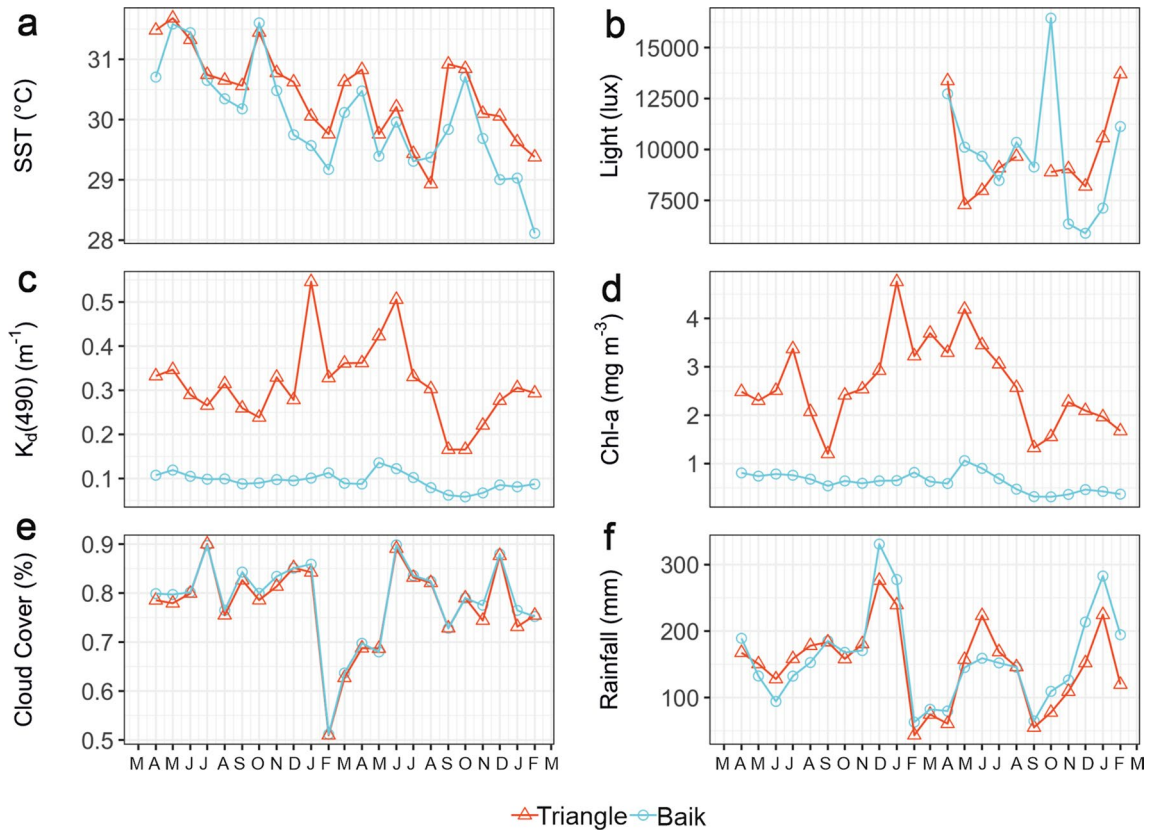 a
SST (°C)
31
30
29
28
b
Light (lux)
15000
12500
10000
7500
c
Kd(490) (m⁻¹)
0.5
0.4
0.3
0.2
0.1
d
Chl-a (mg m⁻³)
4
3
2
1
e
Cloud Cover (%)
0.9
0.8
0.7
0.6
0.5
M A M J J A S O N D J F M A M J J A S O N D J F M
f
Rainfall (mm)
300
200
100
M A M J J A S O N D J F M A M J J A S O N D J F M
Triangle Baik